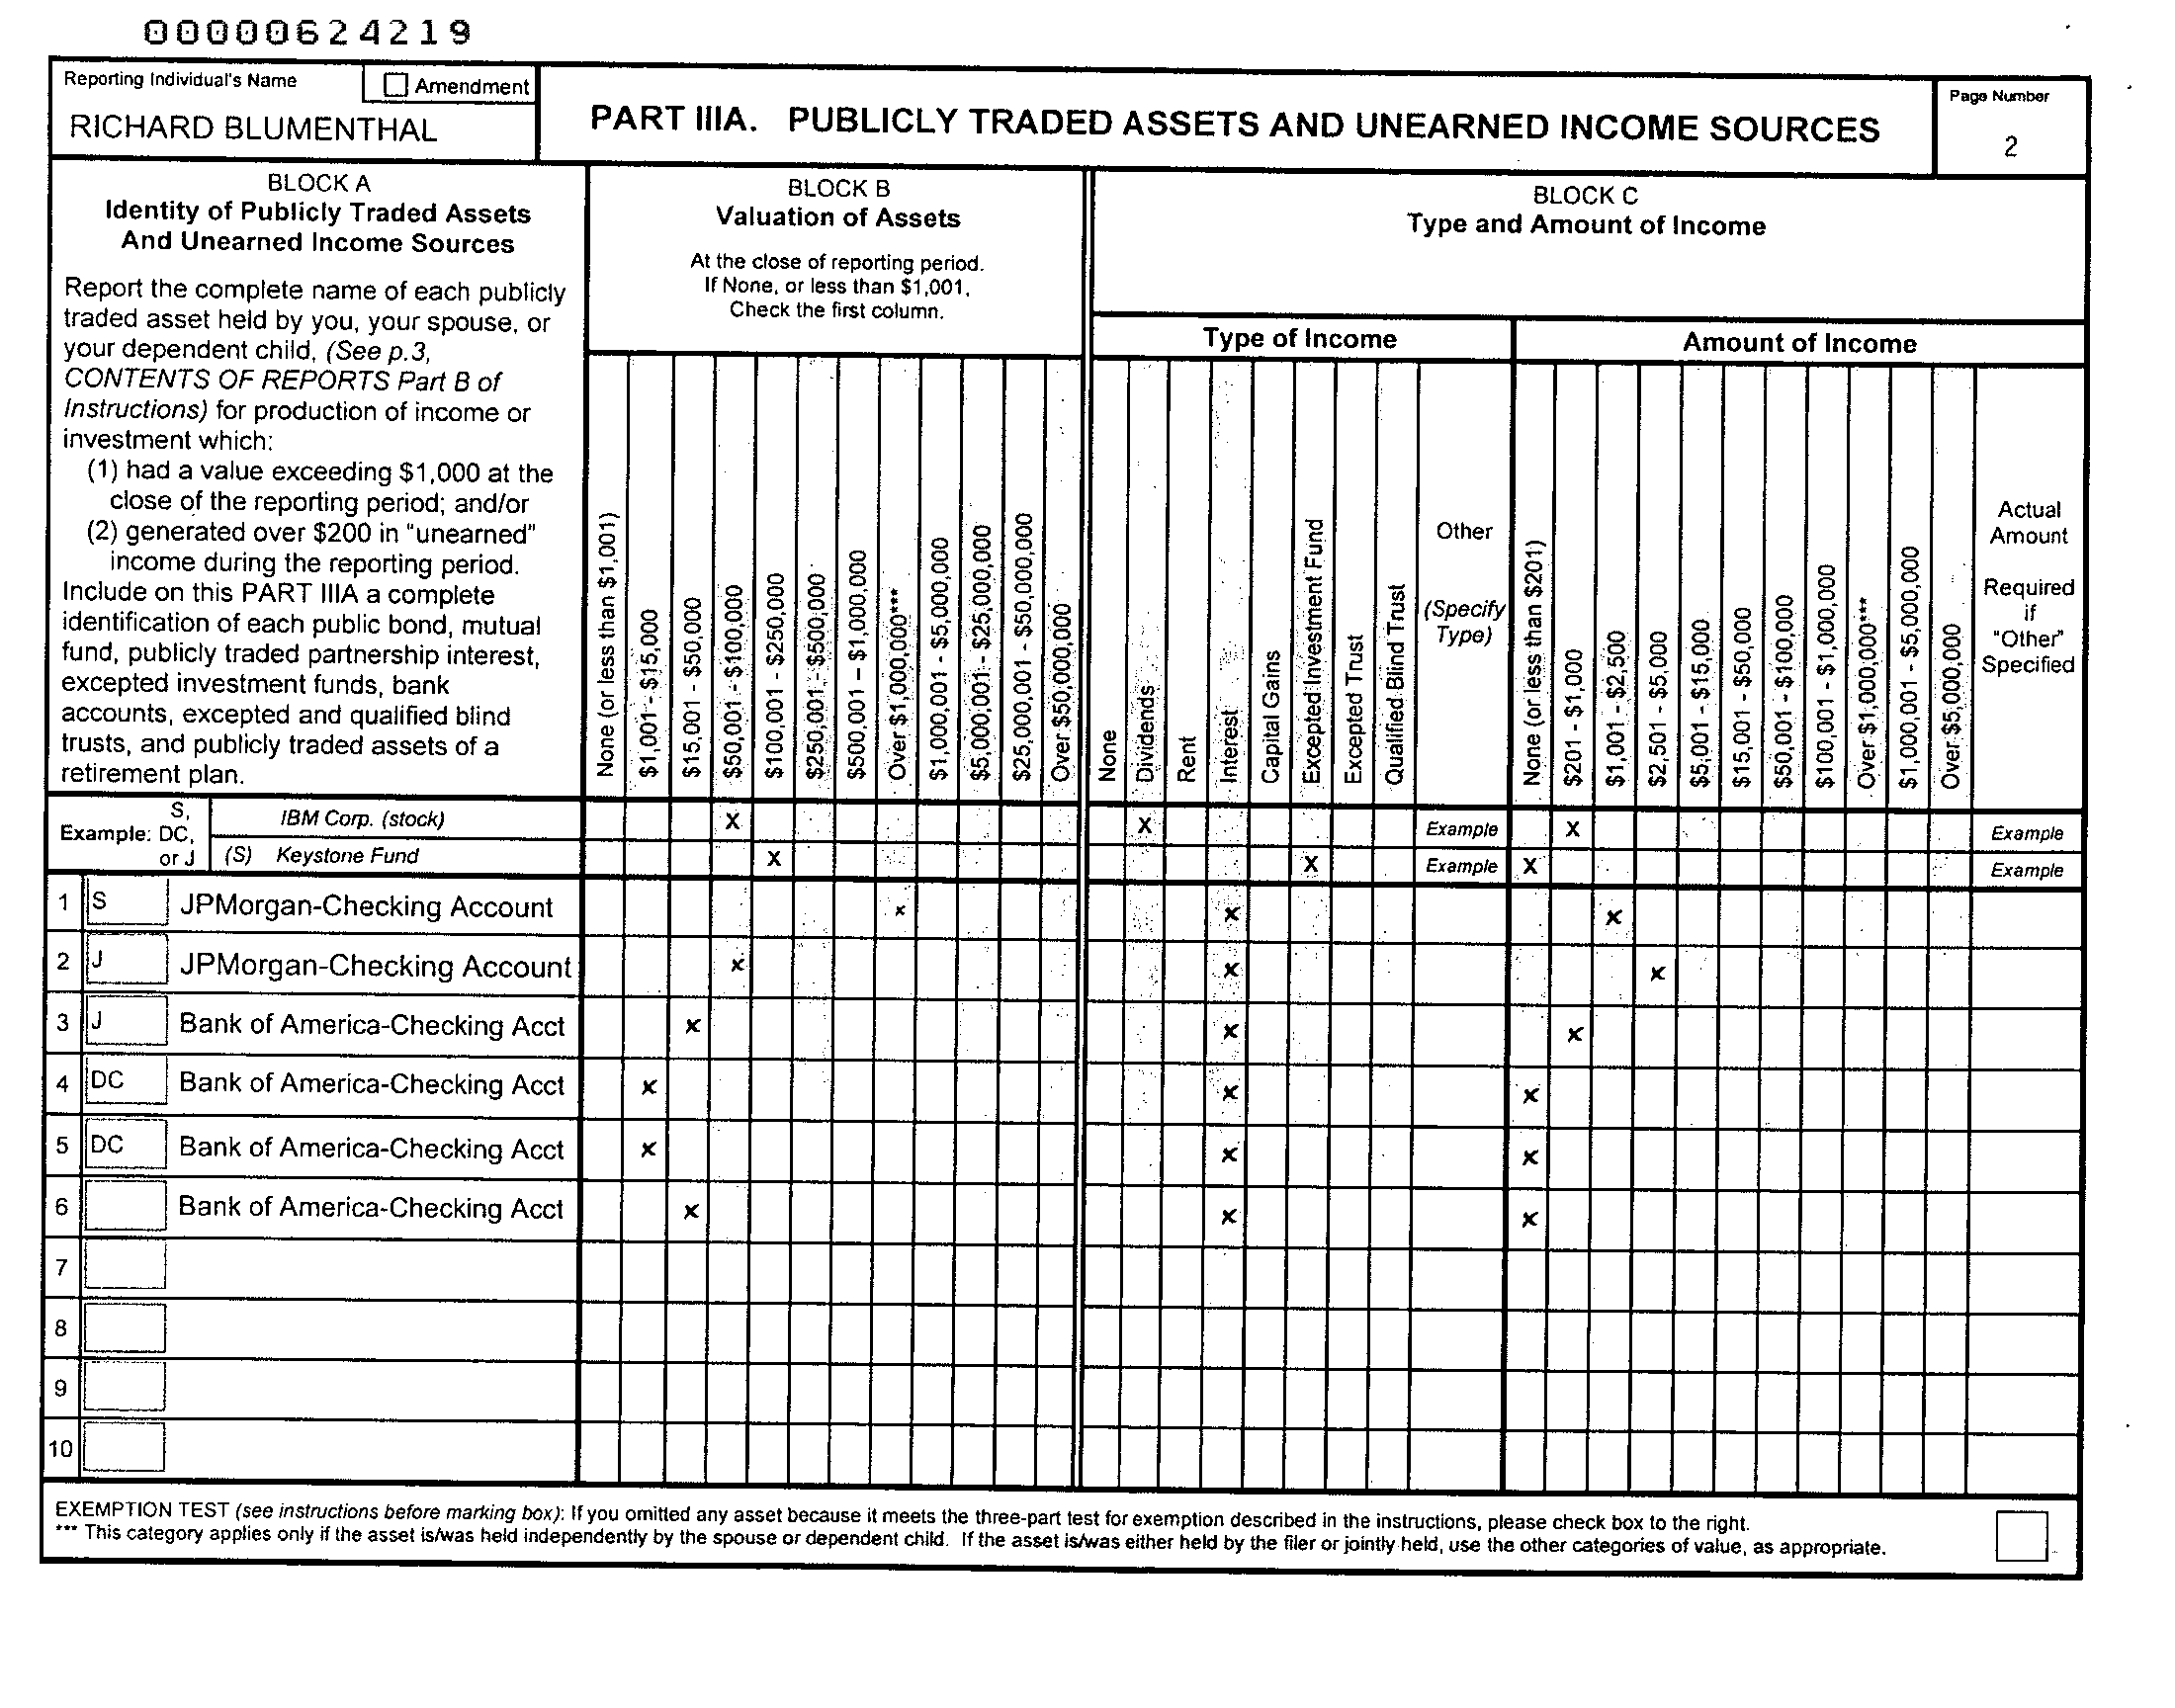 00000624219
Reporting Individual's Name
Amendment
RICHARD BLUMENTHAL
PART IIIA. PUBLICLY TRADED ASSETS AND UNEARNED INCOME SOURCES
Page Number
2
BLOCK A
Identity of Publicly Traded Assets
And Unearned Income Sources
Report the complete name of each publicly
traded asset held by you, your spouse, or
your dependent child, (See p.3,
CONTENTS OF REPORTS Part B of
Instructions) for production of income or
investment which:
(1) had a value exceeding $1,000 at the
close of the reporting period; and/or
(2) generated over $200 in "unearned"
income during the reporting period.
Include on this PART IIIA a complete
identification of each public bond, mutual
fund, publicly traded partnership interest,
excepted investment funds, bank
accounts, excepted and qualified blind
trusts, and publicly traded assets of a
retirement plan.
BLOCK B
Valuation of Assets
At the close of reporting period.
If None, or less than $1,001,
Check the first column.
None (or less than $1,001)
$1,001 - $15,000
$15,001 - $50,000
$50,001 - $100,000
$100,001 - $250,000
$250,001 - $500,000
$500,001 – $1,000,000
Over $1,000,000***
$1,000,001 - $5,000,000
$5,000,001 - $25,000,000
$25,000,001 - $50,000,000
Over $50,000,000
BLOCK C
Type and Amount of Income
Type of Income
None
Dividends
Rent
Interest
Capital Gains
Excepted Investment Fund
Excepted Trust
Qualified Blind Trust
Other
(Specify
Type)
Amount of Income
None (or less than $201)
$201 - $1,000
$1,001 - $2,500
$2,501 - $5,000
$5,001 - $15,000
$15,001 - $50,000
$50,001 - $100,000
$100,001 - $1,000,000
Over $1,000,000***
$1,000,001 - $5,000,000
Over $5,000,000
Actual
Amount
Required
if
"Other"
Specified
Example: S, DC, or J
IBM Corp. (stock) X X Example X Example
(S) Keystone Fund X X Example X Example
1 S JPMorgan-Checking Account x x x
2 J JPMorgan-Checking Account x x x
3 J Bank of America-Checking Acct x x x
4 DC Bank of America-Checking Acct x x x
5 DC Bank of America-Checking Acct x x x
6 Bank of America-Checking Acct x x x
7
8
9
10
EXEMPTION TEST (see instructions before marking box): If you omitted any asset because it meets the three-part test for exemption described in the instructions, please check box to the right.
*** This category applies only if the asset is/was held independently by the spouse or dependent child. If the asset is/was either held by the filer or jointly held, use the other categories of value, as appropriate.